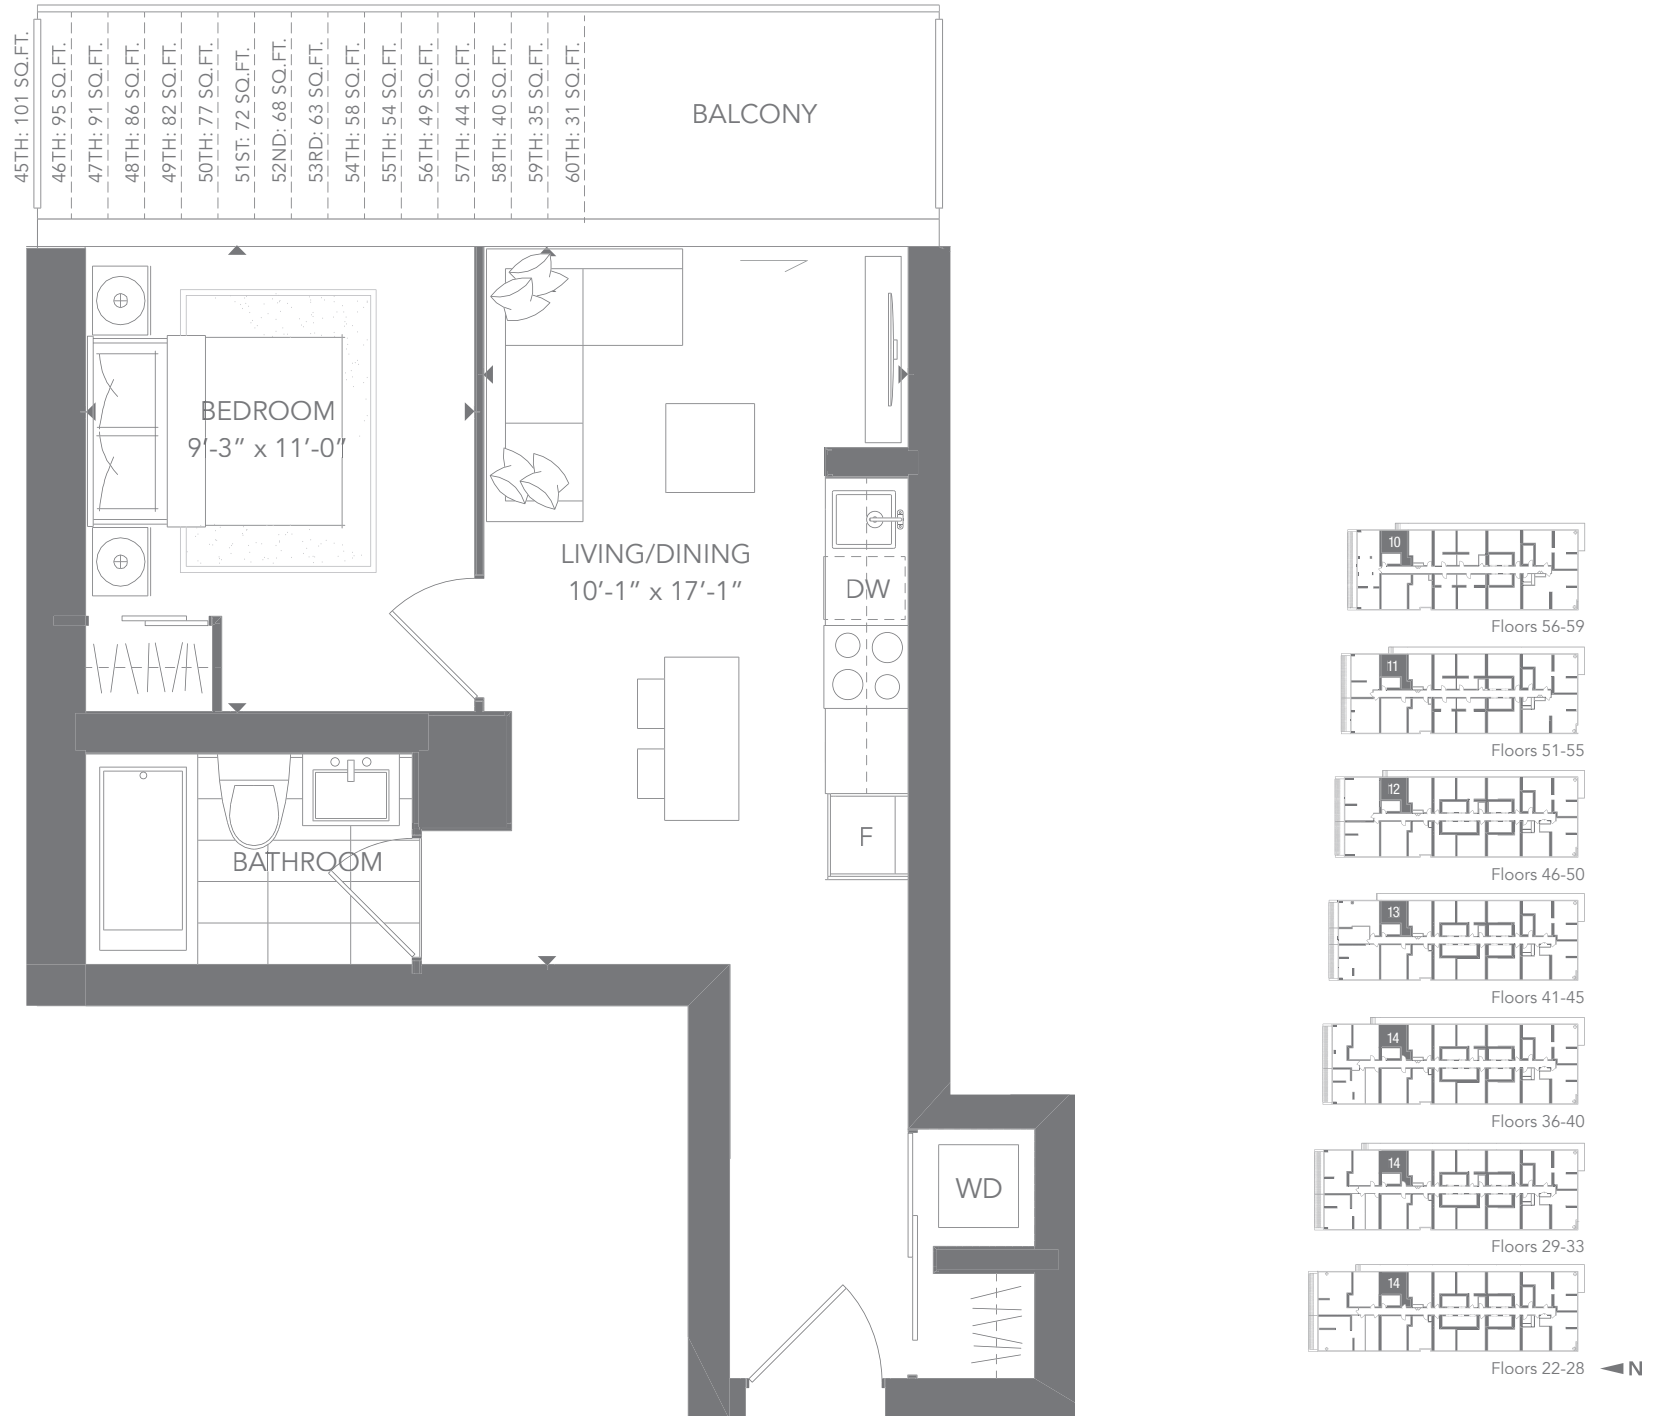 45TH: 101 SQ.FT.
46TH: 95 SQ.FT.
47TH: 91 SQ.FT.
48TH: 86 SQ.FT.
49TH: 82 SQ.FT.
50TH: 77 SQ.FT.
51ST: 72 SQ.FT.
52ND: 68 SQ.FT.
53RD: 63 SQ.FT.
54TH: 58 SQ.FT.
55TH: 54 SQ.FT.
56TH: 49 SQ.FT.
57TH: 44 SQ.FT.
58TH: 40 SQ.FT.
59TH: 35 SQ.FT.
60TH: 31 SQ.FT.
BALCONY
BEDROOM
9’-3” x 11’-0”
LIVING/DINING
10’-1” x 17’-1”
DW
F
BATHROOM
WD
10
Floors 56-59
11
Floors 51-55
12
Floors 46-50
13
Floors 41-45
14
Floors 36-40
14
Floors 29-33
14
Floors 22-28
N